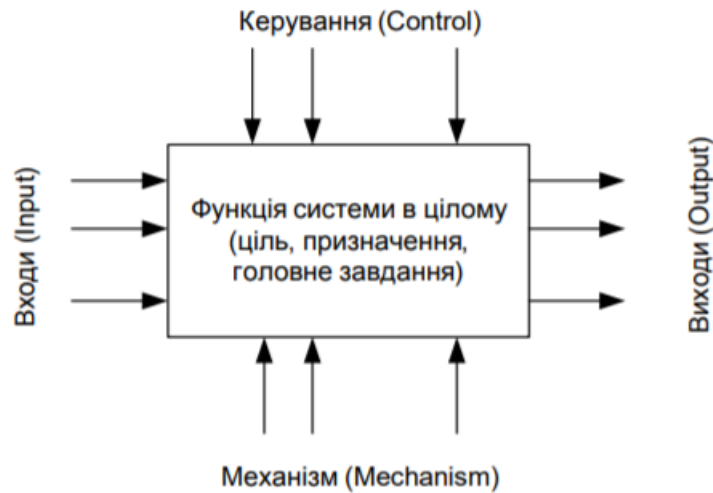 Керування (Control)
Входи (Input)
Функція системи в цілому
(ціль, призначення,
головне завдання)
Виходи (Output)
Механізм (Mechanism)